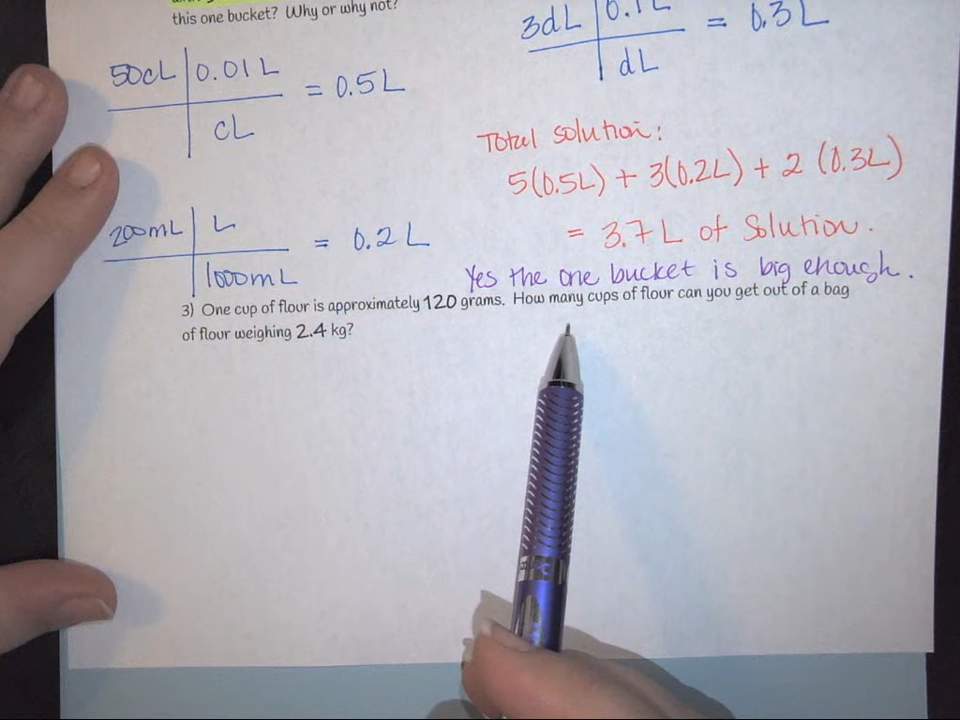 this one bucket? Why or why not?
3dL 0.1L = 0.3L
dL
50cL 0.01L = 0.5L
cL
Total solution:
5(0.5L) + 3(0.2L) + 2 (0.3L)
200mL L = 0.2L
1000mL
= 3.7L of Solution.
Yes the one bucket is big enough.
3) One cup of flour is approximately 120 grams. How many cups of flour can you get out of a bag
of flour weighing 2.4 kg?